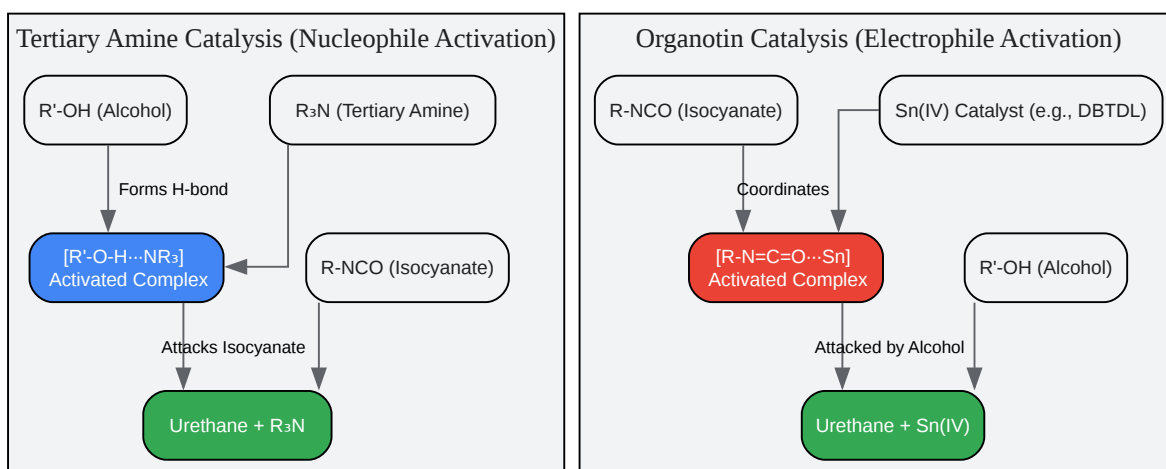 Tertiary Amine Catalysis (Nucleophile Activation)
R'-OH (Alcohol)
R₃N (Tertiary Amine)
Forms H-bond
[R'-O-H···NR₃]
Activated Complex
R-NCO (Isocyanate)
Attacks Isocyanate
Urethane + R₃N
Organotin Catalysis (Electrophile Activation)
R-NCO (Isocyanate)
Sn(IV) Catalyst (e.g., DBTDL)
Coordinates
[R-N=C=O···Sn]
Activated Complex
R'-OH (Alcohol)
Attacked by Alcohol
Urethane + Sn(IV)